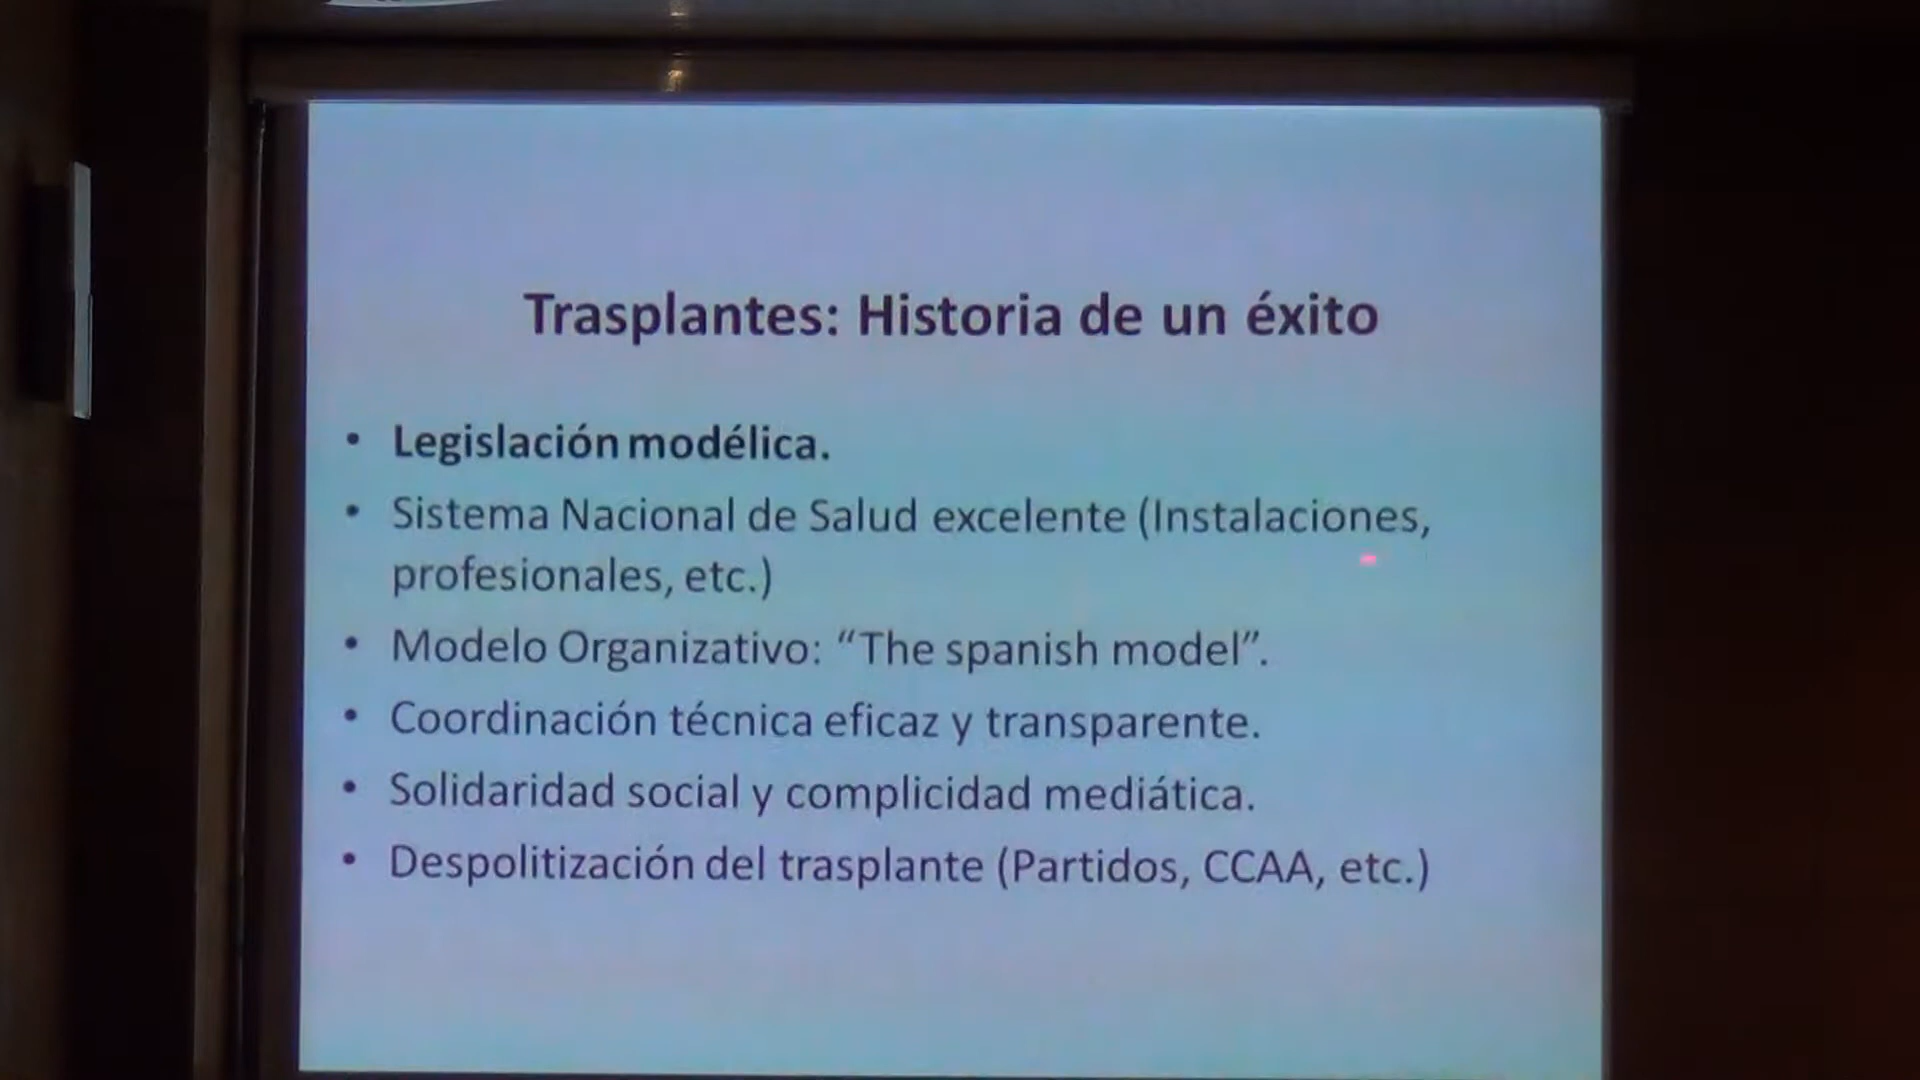 Trasplantes: Historia de un éxito
• Legislación modélica.
• Sistema Nacional de Salud excelente (Instalaciones,
profesionales, etc.)
• Modelo Organizativo: “The spanish model”.
• Coordinación técnica eficaz y transparente.
• Solidaridad social y complicidad mediática.
• Despolitización del trasplante (Partidos, CCAA, etc.)